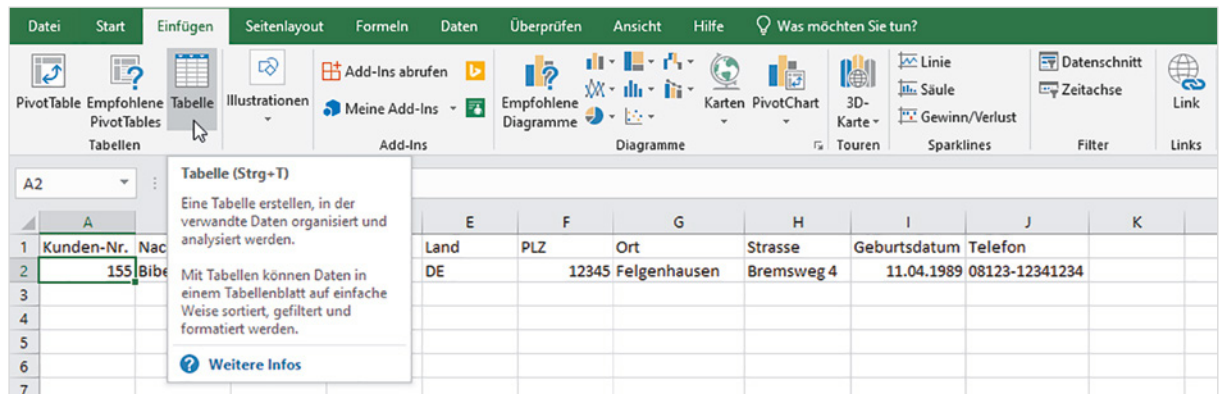 Datei Start Einfügen Seitenlayout Formeln Daten Überprüfen Ansicht Hilfe Was möchten Sie tun?
PivotTable Empfohlene PivotTables Tabelle
Illustrationen
Add-Ins abrufen
Meine Add-Ins
Empfohlene Diagramme
Karten PivotChart
3D-Karte
Linie
Säule
Gewinn/Verlust
Datenschnitt
Zeitachse
Link
Tabellen Add-Ins Diagramme Touren Sparklines Filter Links
A2
Tabelle (Strg+T)
Eine Tabelle erstellen, in der
verwandte Daten organisiert und
analysiert werden.
Mit Tabellen können Daten in
einem Tabellenblatt auf einfache
Weise sortiert, gefiltert und
formatiert werden.
Weitere Infos
A E F G H I J K
1 Kunden-Nr. Nac Land PLZ Ort Strasse Geburtsdatum Telefon
2 155 Bibe DE 12345 Felgenhausen Bremsweg 4 11.04.1989 08123-12341234
3
4
5
6
7